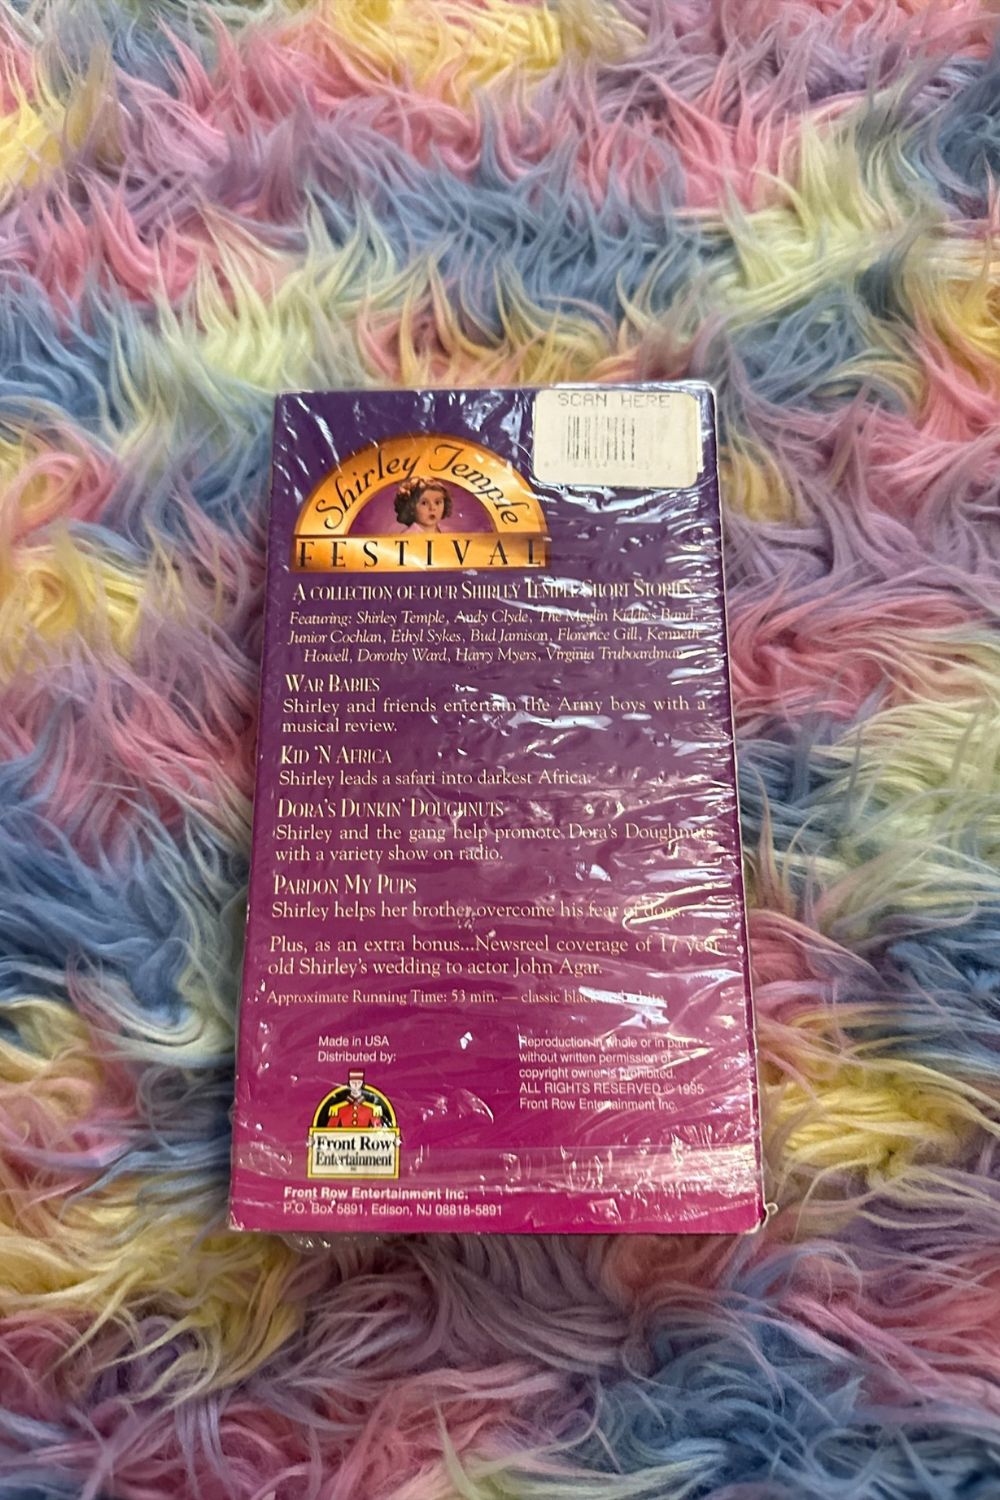 SCAN HERE
Shirley Temple
FESTIVAL
A COLLECTION OF FOUR SHIRLEY TEMPLE SHORT STORIES
Featuring: Shirley Temple, Andy Clyde, The Meglin Kiddies Band,
Junior Cochlan, Ethyl Sykes, Bud Jamison, Florence Gill, Kenneth
Howell, Dorothy Ward, Harry Myers, Virginia Truboardman
WAR BABIES
Shirley and friends entertain the Army boys with a
musical review.
KID 'N AFRICA
Shirley leads a safari into darkest Africa.
DORA'S DUNKIN' DOUGHNUTS
Shirley and the gang help promote Dora's Doughnuts
with a variety show on radio.
PARDON MY PUPS
Shirley helps her brother overcome his fear of dogs.
Plus, as an extra bonus...Newsreel coverage of 17 year
old Shirley's wedding to actor John Agar.
Approximate Running Time: 53 min. — classic black and white
Made in USA
Distributed by:
Reproduction in whole or in part
without written permission of
copyright owner is prohibited.
ALL RIGHTS RESERVED © 1995
Front Row Entertainment Inc.
Front Row
Entertainment
Front Row Entertainment Inc.
P.O. Box 5891, Edison, NJ 08818-5891